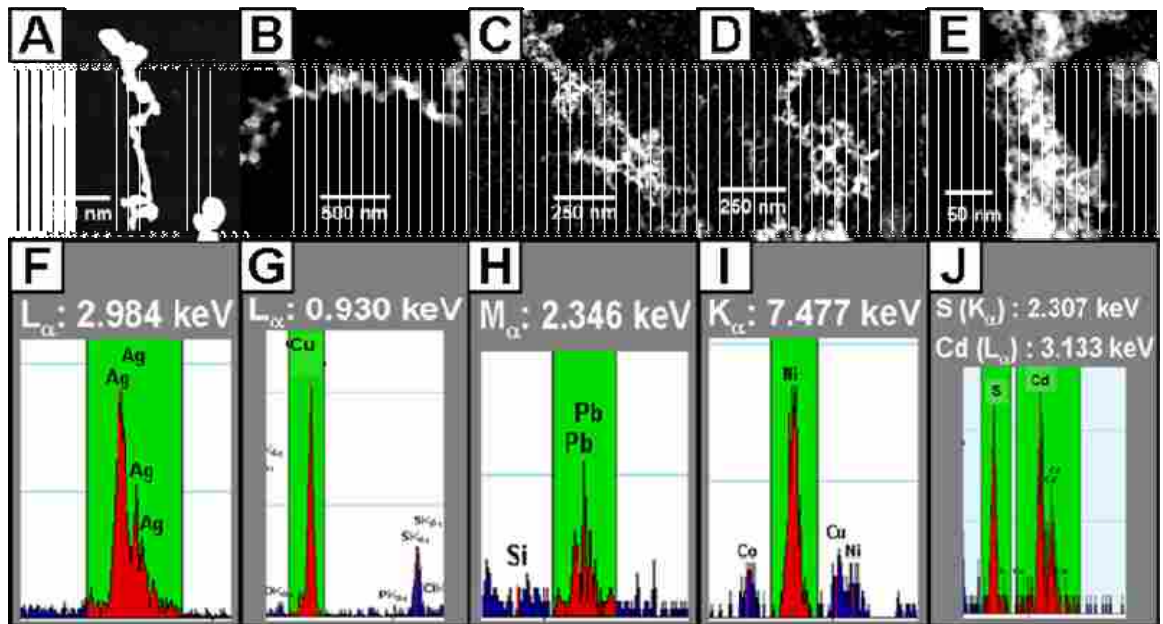 A
B
C
D
E
nm
500 nm
250 nm
250 nm
50 nm
F
G
H
I
J
Lα: 2.984 keV
Lα: 0.930 keV
Mα: 2.346 keV
Kα: 7.477 keV
S (Kα) : 2.307 keV
Cd (Lα) : 3.133 keV
Ag
Ag
Ag
Ag
Cu
Pb
Pb
Si
Ni
Co
Cu
Ni
S
Cd